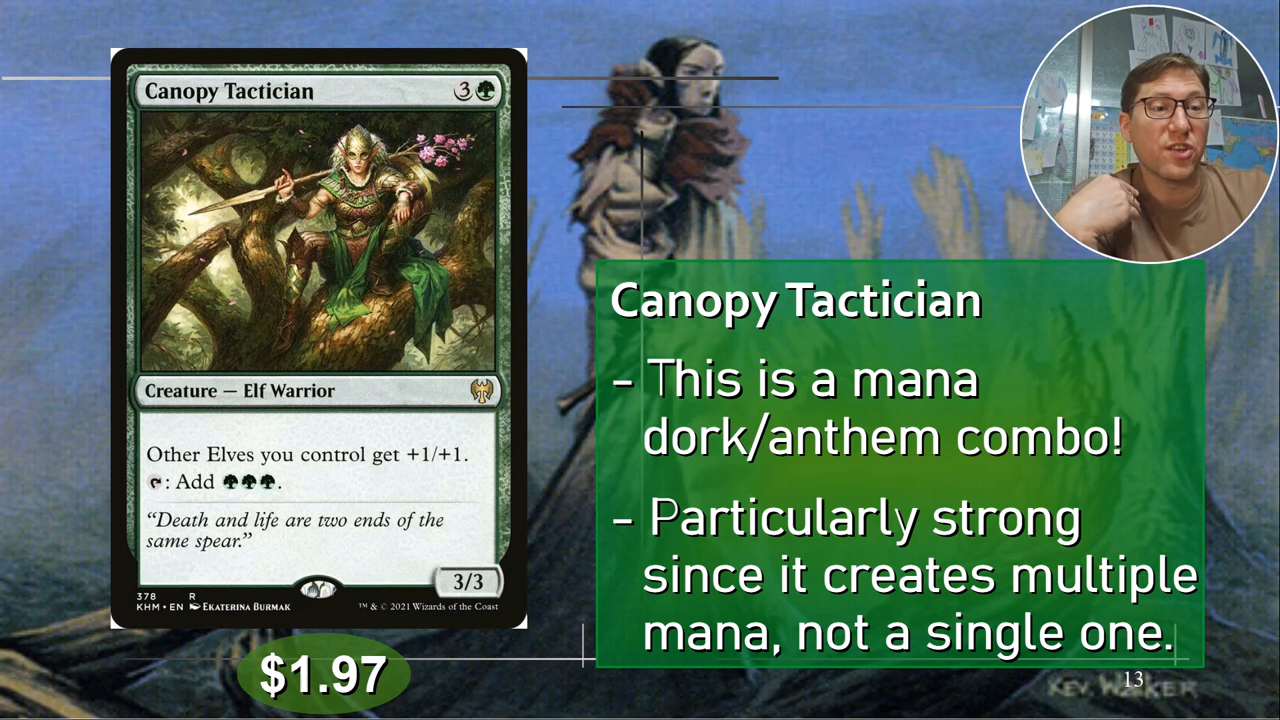 Canopy Tactician 3
Creature — Elf Warrior
Other Elves you control get +1/+1.
: Add .
“Death and life are two ends of the
same spear.”
3/3
378 R
KHM • EN EKATERINA BURMAK
™ & © 2021 Wizards of the Coast
$1.97
Canopy Tactician
- This is a mana
dork/anthem combo!
- Particularly strong
since it creates multiple
mana, not a single one.
13
KEV. WALKER